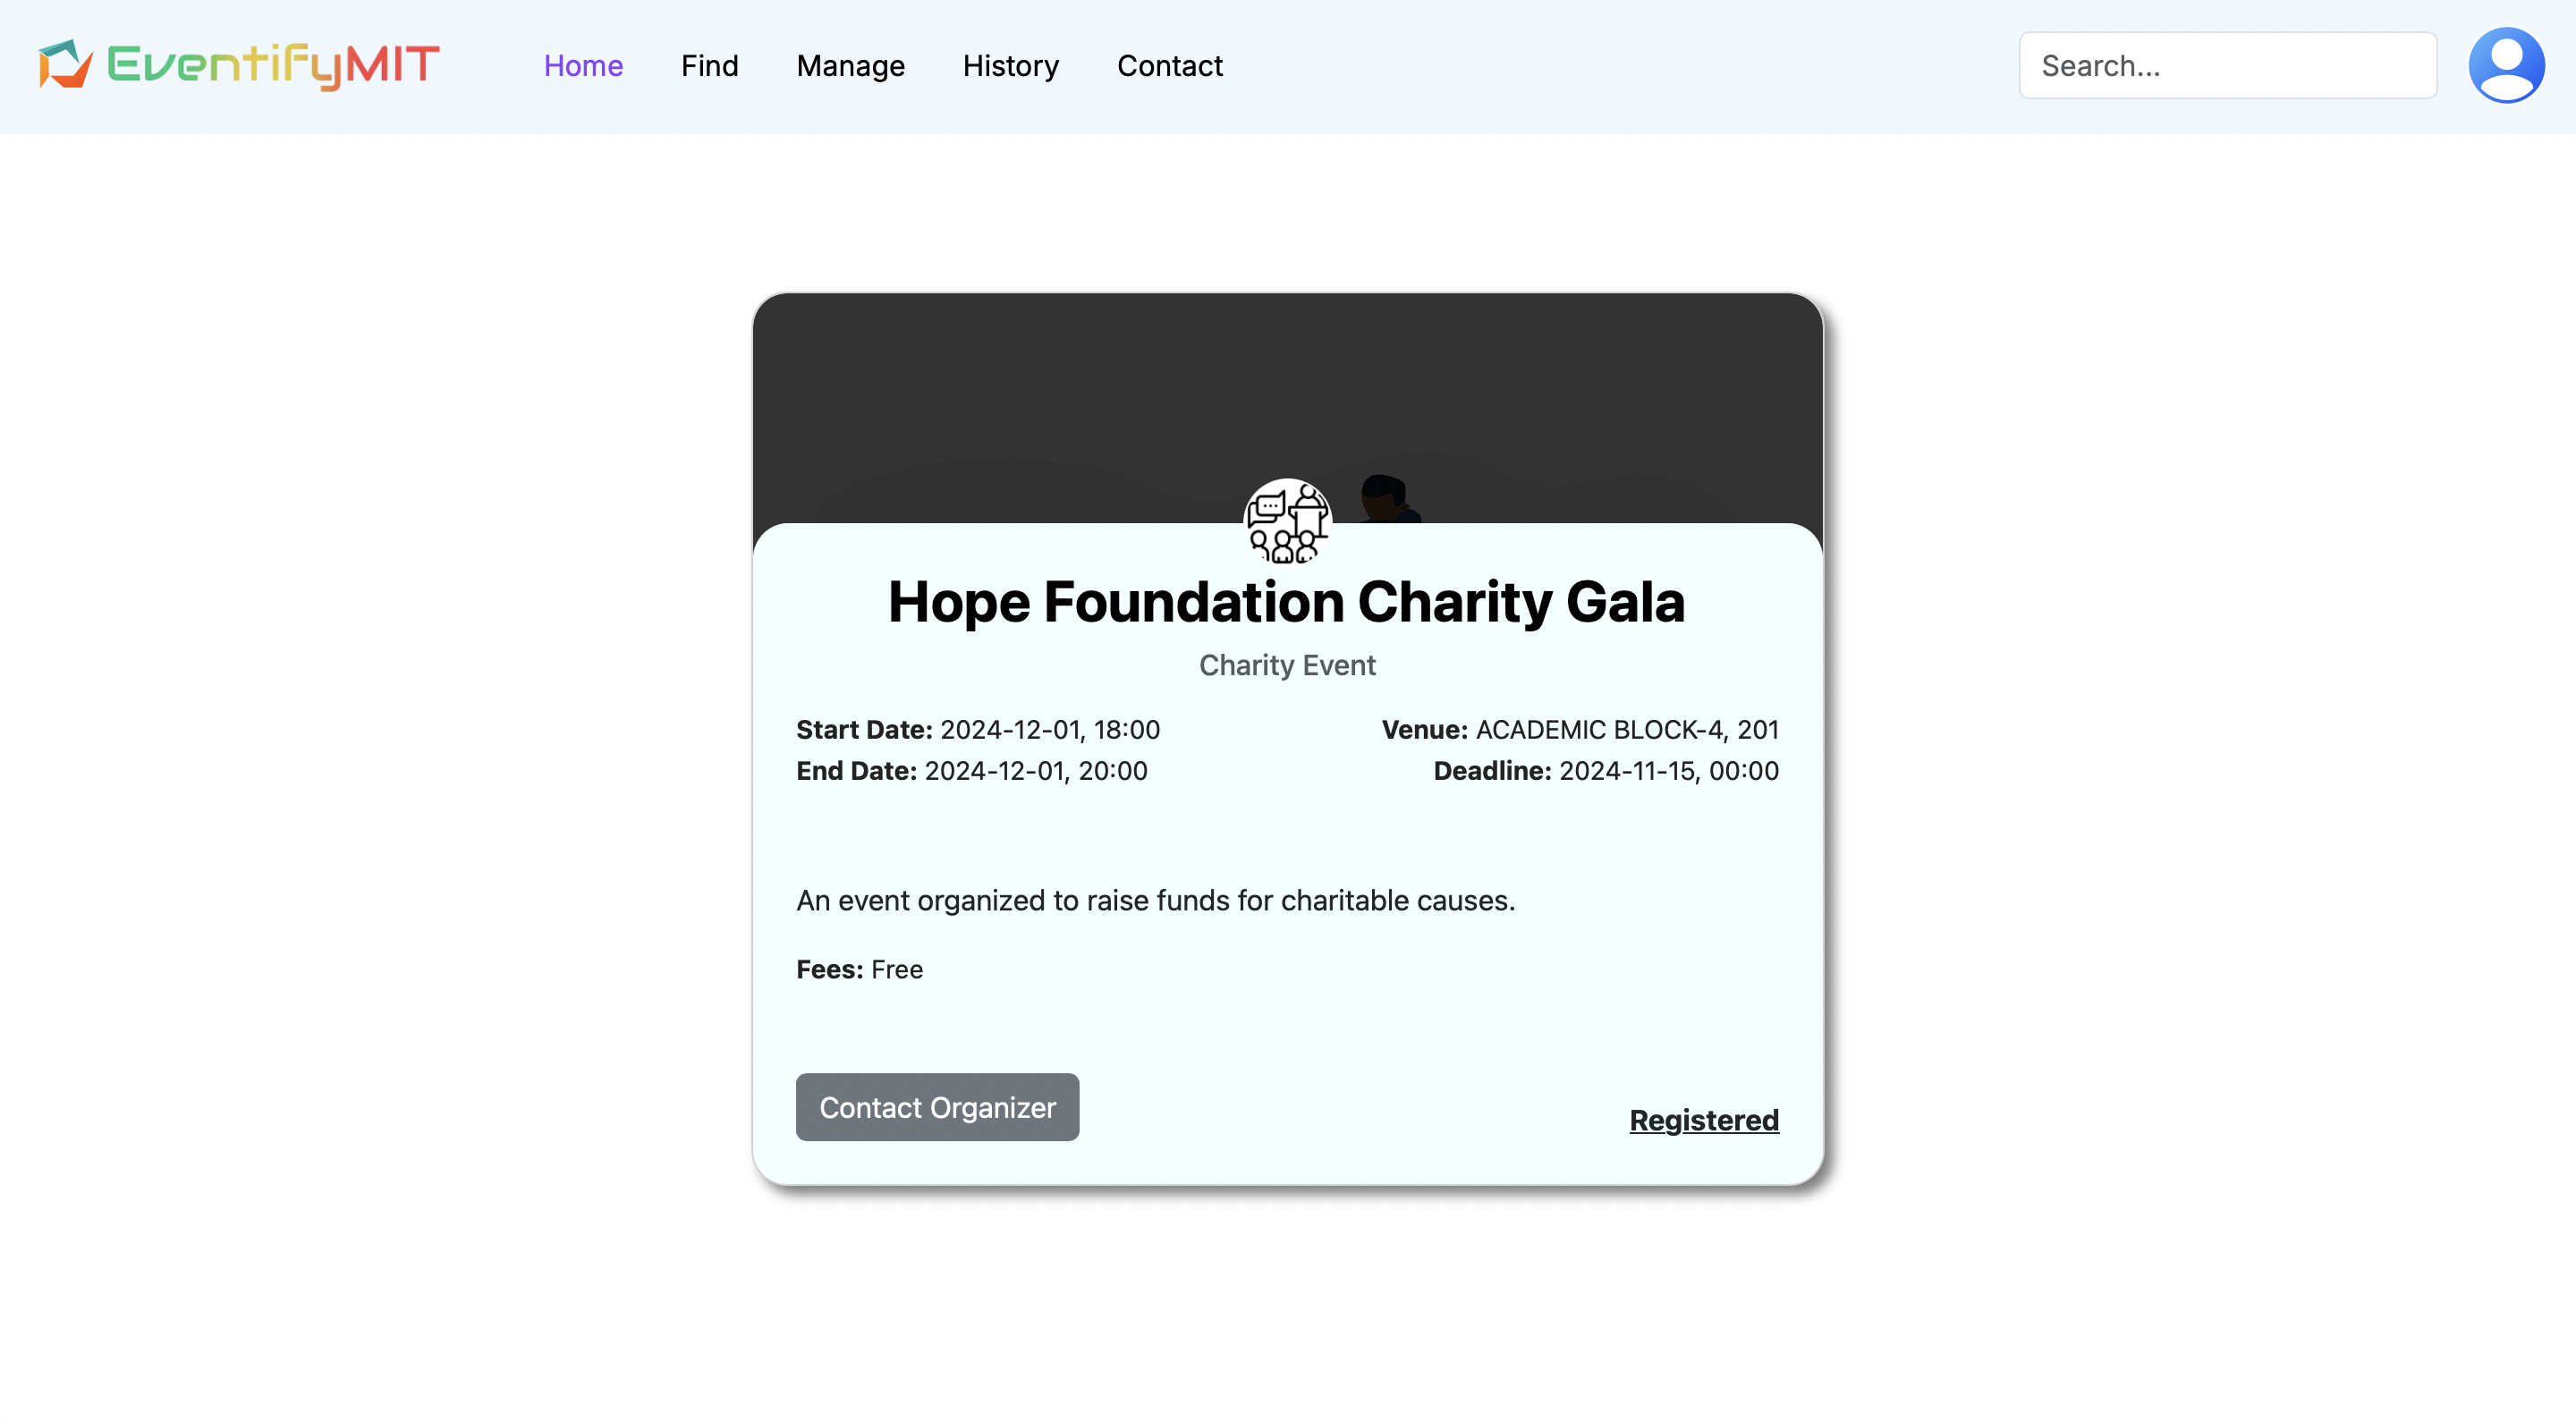 EventifyMIT
Home Find Manage History Contact
Search...
Hope Foundation Charity Gala
Charity Event
Start Date: 2024-12-01, 18:00
Venue: ACADEMIC BLOCK-4, 201
End Date: 2024-12-01, 20:00
Deadline: 2024-11-15, 00:00
An event organized to raise funds for charitable causes.
Fees: Free
Contact Organizer
Registered